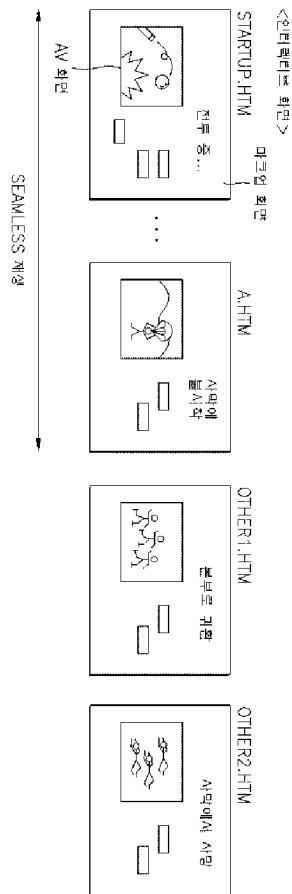 <인터랙티브 화면>
STARTUP.HTM
마크업 화면
전투 중...
AV 화면
...
A.HTM
사막에
불시착
SEAMLESS 재생
OTHER1.HTM
본부로 귀환
OTHER2.HTM
사막에서 사망